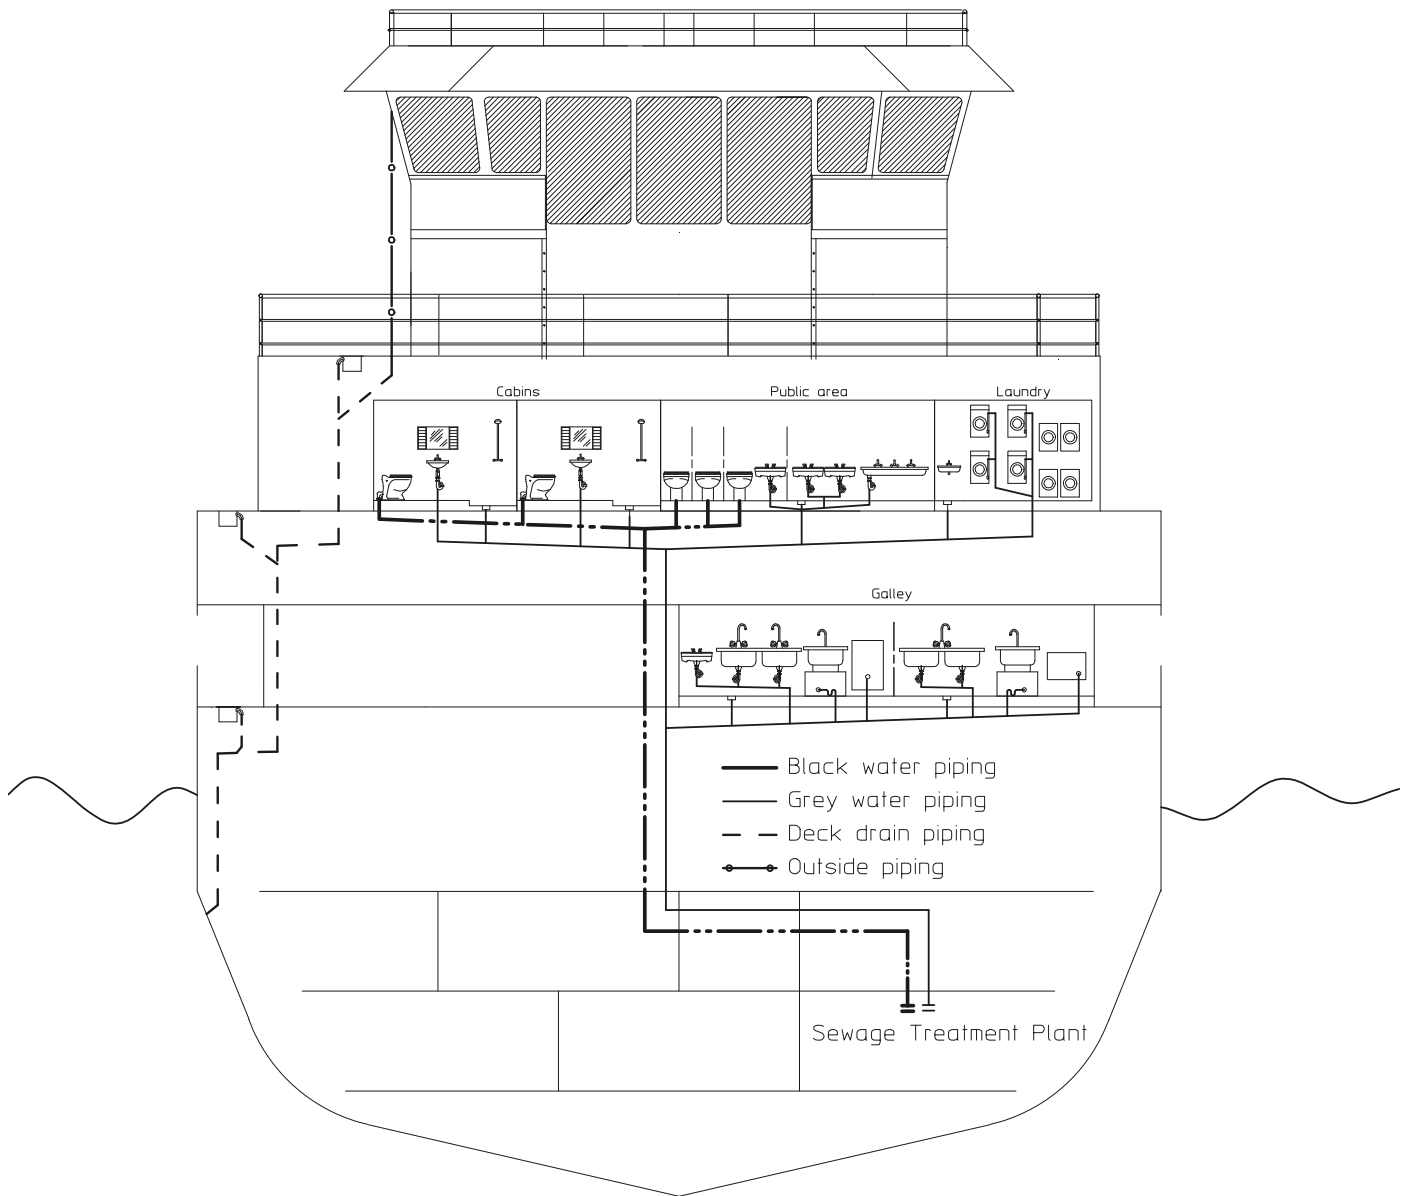 Cabins
Public area
Laundry
Galley
Black water piping
Grey water piping
Deck drain piping
Outside piping
Sewage Treatment Plant